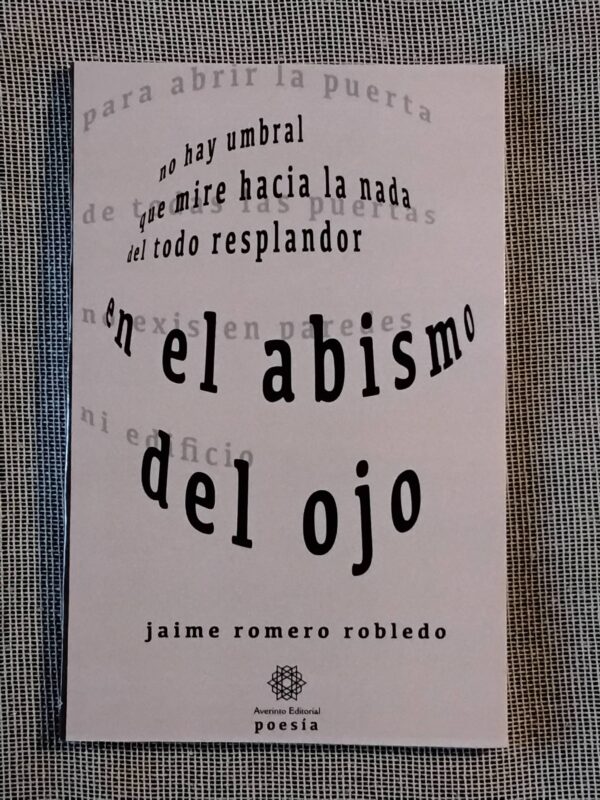 para abrir la puerta
no hay umbral
que mire hacia la nada
de todas las puertas
del todo resplandor
no existen paredes
en el abismo
ni edificio
del ojo
jaime romero robledo
Averinto Editorial
poesía